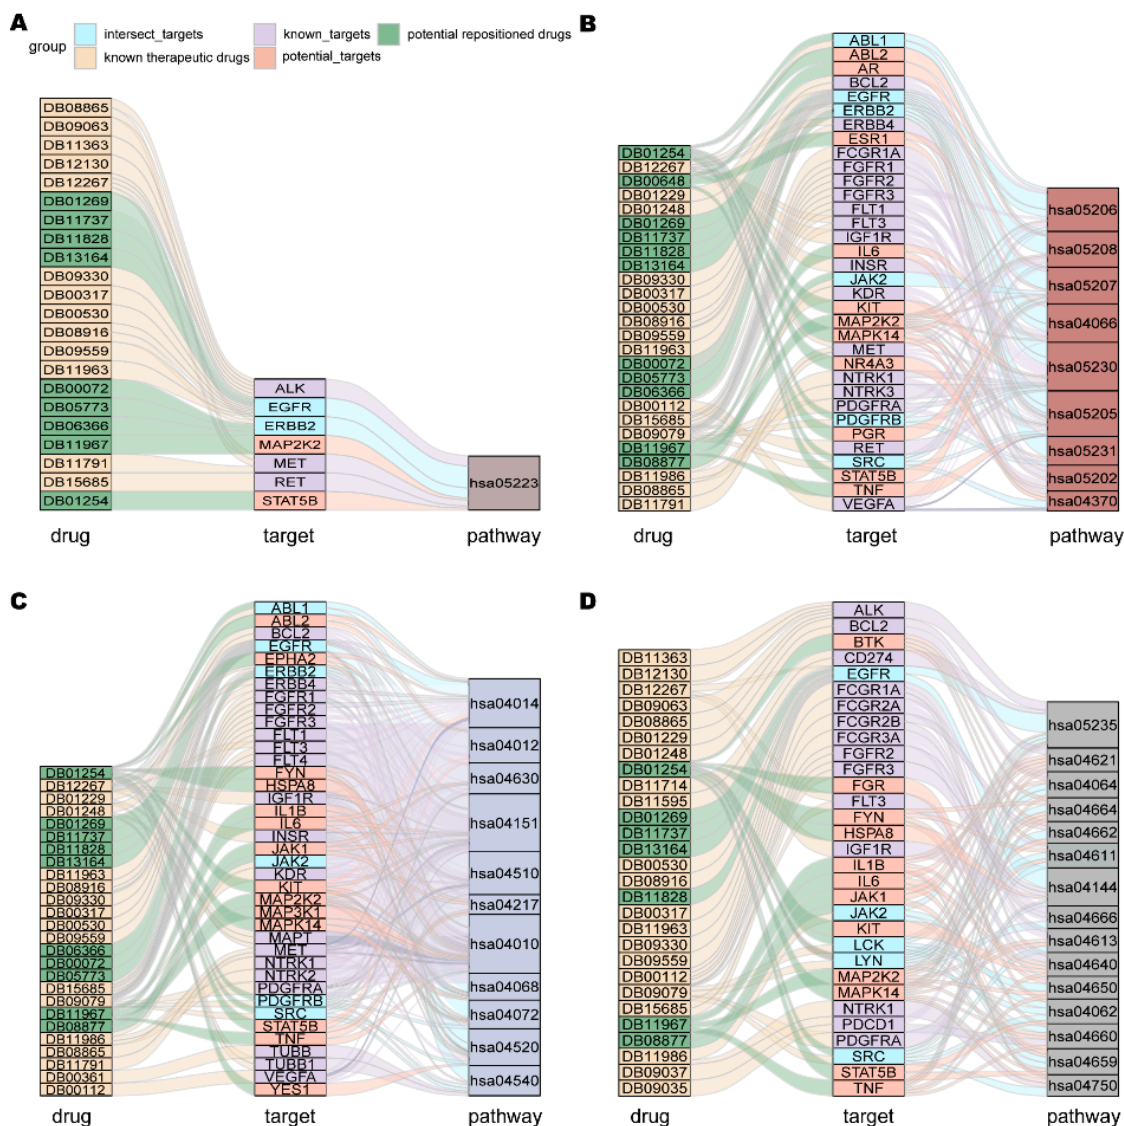 A
group
intersect_targets
known_targets
potential repositioned drugs
known therapeutic drugs
potential_targets
DB08865
DB09063
DB11363
DB12130
DB12267
DB01269
DB11737
DB11828
DB13164
DB09330
DB00317
DB00530
DB08916
DB09559
DB11963
DB00072
DB05773
DB06366
DB11967
DB11791
DB15685
DB01254
ALK
EGFR
ERBB2
MAP2K2
MET
RET
STAT5B
hsa05223
drug
target
pathway
B
DB01254
DB12267
DB00648
DB01229
DB01248
DB01269
DB11737
DB11828
DB13164
DB09330
DB00317
DB00530
DB08916
DB09559
DB11963
DB00072
DB05773
DB06366
DB00112
DB15685
DB09079
DB11967
DB08877
DB11986
DB08865
DB11791
ABL1
ABL2
AR
BCL2
EGFR
ERBB2
ERBB4
ESR1
FCGR1A
FGFR1
FGFR2
FGFR3
FLT1
FLT3
IGF1R
IL6
INSR
JAK2
KDR
KIT
MAP2K2
MAPK14
MET
NR4A3
NTRK1
NTRK3
PDGFRA
PDGFRB
PGR
RET
SRC
STAT5B
TNF
VEGFA
hsa05206
hsa05208
hsa05207
hsa04066
hsa05230
hsa05205
hsa05231
hsa05202
hsa04370
drug
target
pathway
C
DB01254
DB12267
DB01229
DB01248
DB01269
DB11737
DB11828
DB13164
DB11963
DB08916
DB09330
DB00317
DB00530
DB09559
DB06366
DB00072
DB05773
DB15685
DB09079
DB11967
DB08877
DB11986
DB08865
DB11791
DB00361
DB00112
ABL1
ABL2
BCL2
EGFR
EPHA2
ERBB2
ERBB4
FGFR1
FGFR2
FGFR3
FLT1
FLT3
FLT4
FYN
HSPA8
IGF1R
IL1B
IL6
INSR
JAK1
JAK2
KDR
KIT
MAP2K2
MAP3K1
MAPK14
MAPT
MET
NTRK1
NTRK2
PDGFRA
PDGFRB
SRC
STAT5B
TNF
TUBB
TUBB1
VEGFA
YES1
hsa04014
hsa04012
hsa04630
hsa04151
hsa04510
hsa04217
hsa04010
hsa04068
hsa04072
hsa04520
hsa04540
drug
target
pathway
D
DB11363
DB12130
DB12267
DB09063
DB08865
DB01229
DB01248
DB01254
DB11714
DB11595
DB01269
DB11737
DB13164
DB00530
DB08916
DB11828
DB00317
DB11963
DB09330
DB09559
DB00112
DB09079
DB15685
DB11967
DB08877
DB11986
DB09037
DB09035
ALK
BCL2
BTK
CD274
EGFR
FCGR1A
FCGR2A
FCGR2B
FCGR3A
FGFR2
FGFR3
FGR
FLT3
FYN
HSPA8
IGF1R
IL1B
IL6
JAK1
JAK2
KIT
LCK
LYN
MAP2K2
MAPK14
NTRK1
PDCD1
PDGFRA
SRC
STAT5B
TNF
hsa05235
hsa04621
hsa04064
hsa04664
hsa04662
hsa04611
hsa04144
hsa04666
hsa04613
hsa04640
hsa04650
hsa04062
hsa04660
hsa04659
hsa04750
drug
target
pathway